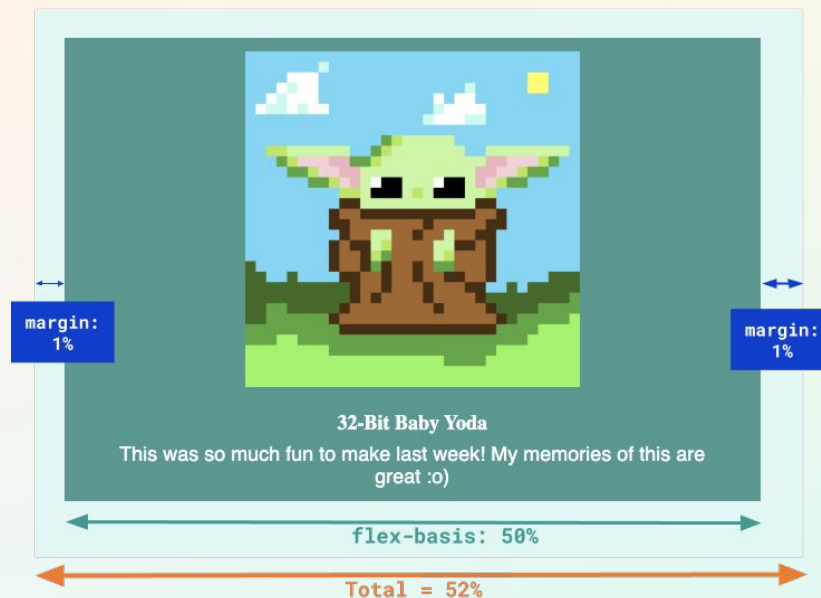 margin:
1%
margin:
1%
32-Bit Baby Yoda
This was so much fun to make last week! My memories of this are
great :o)
flex-basis: 50%
Total = 52%